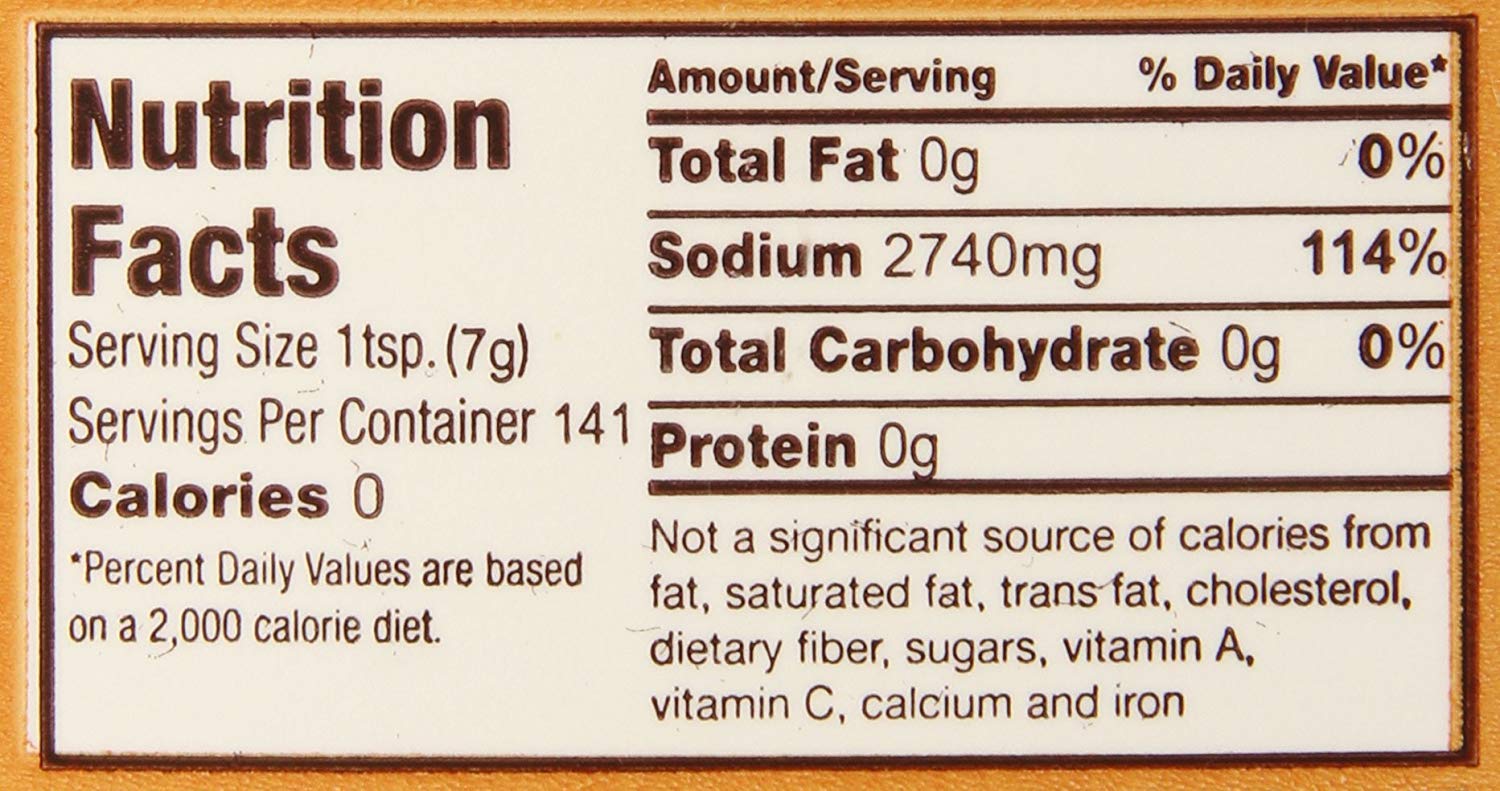 Nutrition
Facts
Serving Size 1 tsp. (7g)
Servings Per Container 141
Calories 0
*Percent Daily Values are based
on a 2,000 calorie diet.
Amount/Serving % Daily Value*
Total Fat 0g 0%
Sodium 2740mg 114%
Total Carbohydrate 0g 0%
Protein 0g
Not a significant source of calories from
fat, saturated fat, trans fat, cholesterol,
dietary fiber, sugars, vitamin A,
vitamin C, calcium and iron